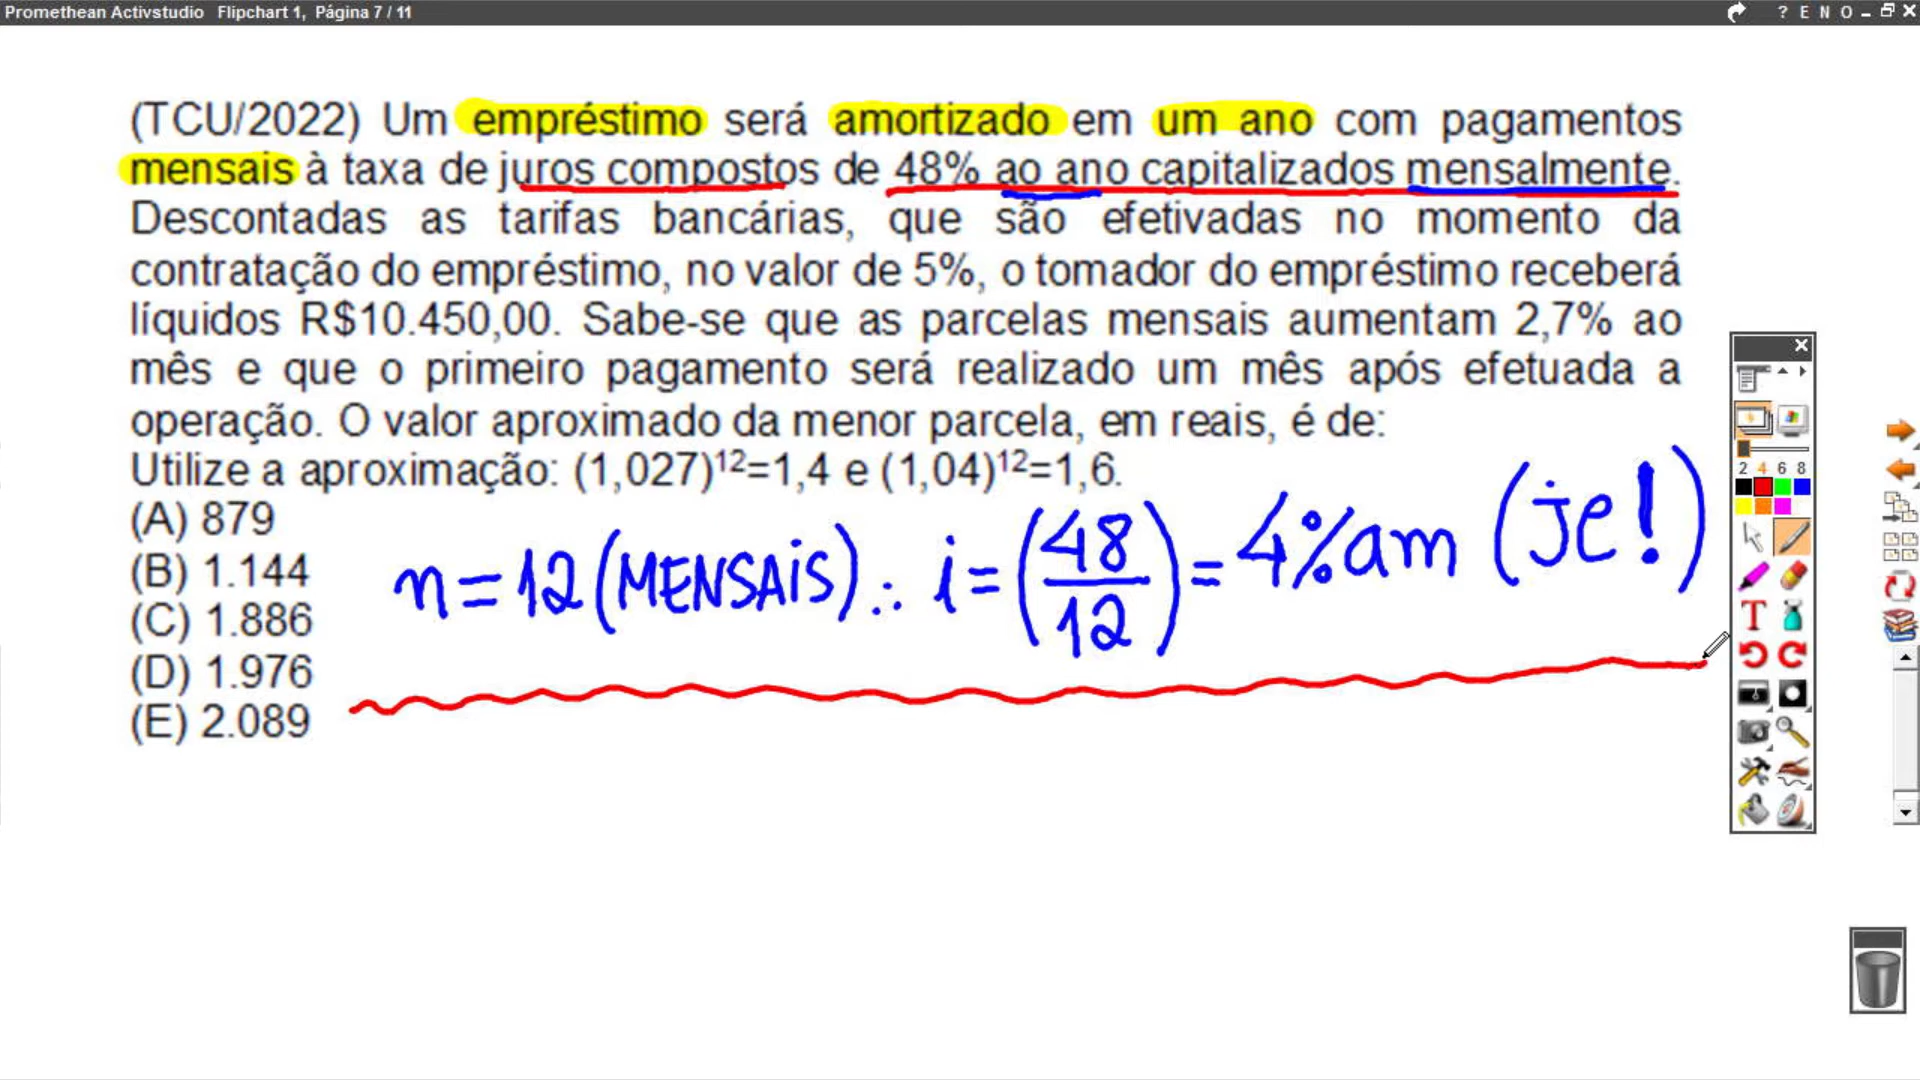 Promethean Activstudio Flipchart 1, Página 7 / 11
? E N O
(TCU/2022) Um empréstimo será amortizado em um ano com pagamentos
mensais à taxa de juros compostos de 48% ao ano capitalizados mensalmente.
Descontadas as tarifas bancárias, que são efetivadas no momento da
contratação do empréstimo, no valor de 5%, o tomador do empréstimo receberá
líquidos R$10.450,00. Sabe-se que as parcelas mensais aumentam 2,7% ao
mês e que o primeiro pagamento será realizado um mês após efetuada a
operação. O valor aproximado da menor parcela, em reais, é de:
Utilize a aproximação: (1,027)¹²=1,4 e (1,04)¹²=1,6.
(A) 879
(B) 1.144
(C) 1.886
(D) 1.976
(E) 2.089
n=12 (MENSAiS) ∴ i=(48/12)=4%am (je!)
2 4 6 8
T